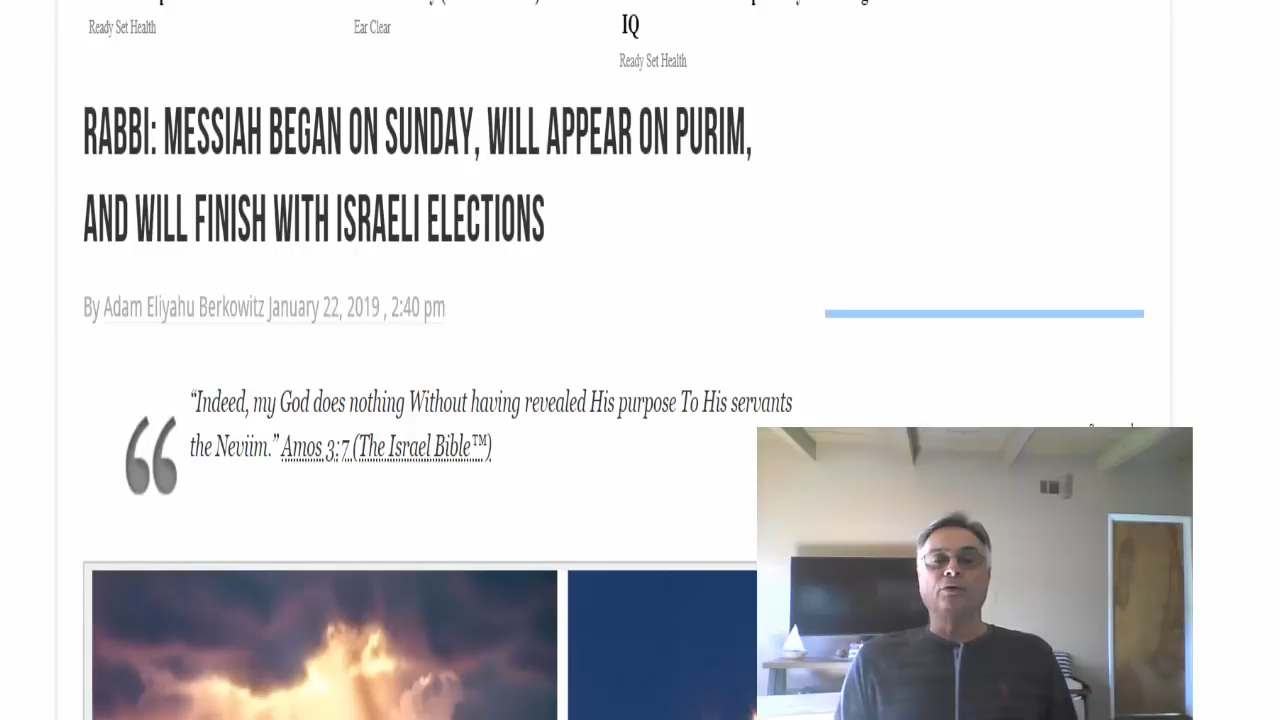 Ready Set Health
Ear Clear
IQ
Ready Set Health
RABBI: MESSIAH BEGAN ON SUNDAY, WILL APPEAR ON PURIM,
AND WILL FINISH WITH ISRAELI ELECTIONS
By Adam Eliyahu Berkowitz January 22, 2019 , 2:40 pm
“Indeed, my God does nothing Without having revealed His purpose To His servants
the Neviim.” Amos 3:7 (The Israel Bible™)